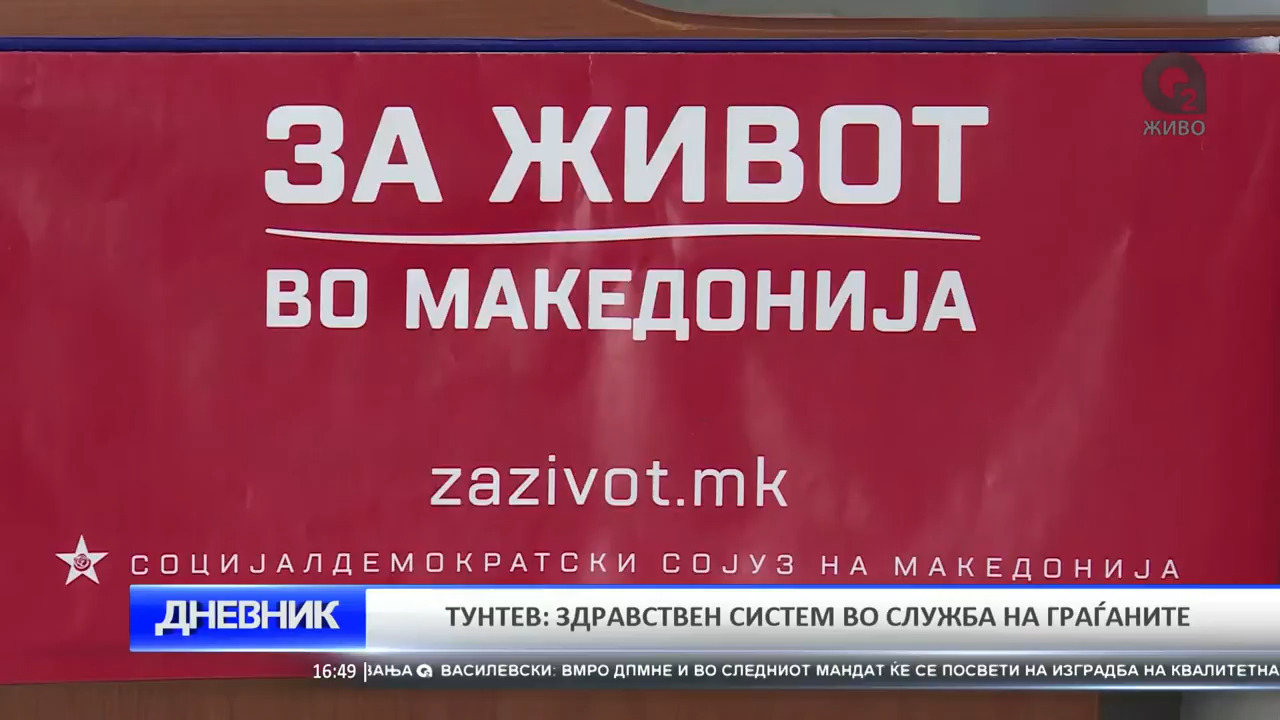 ЗА ЖИВОТ
ВО МАКЕДОНИЈА
zazivot.mk
СОЦИЈАЛДЕМОКРАТСКИ СОЈУЗ НА МАКЕДОНИЈА
ЖИВО
ДНЕВНИК
ТУНТЕВ: ЗДРАВСТВЕН СИСТЕМ ВО СЛУЖБА НА ГРАЃАНИТЕ
16:49 ВАЊА ВАСИЛЕВСКИ: ВМРО ДПМНЕ И ВО СЛЕДНИОТ МАНДАТ ЌЕ СЕ ПОСВЕТИ НА ИЗГРАДБА НА КВАЛИТЕТНА